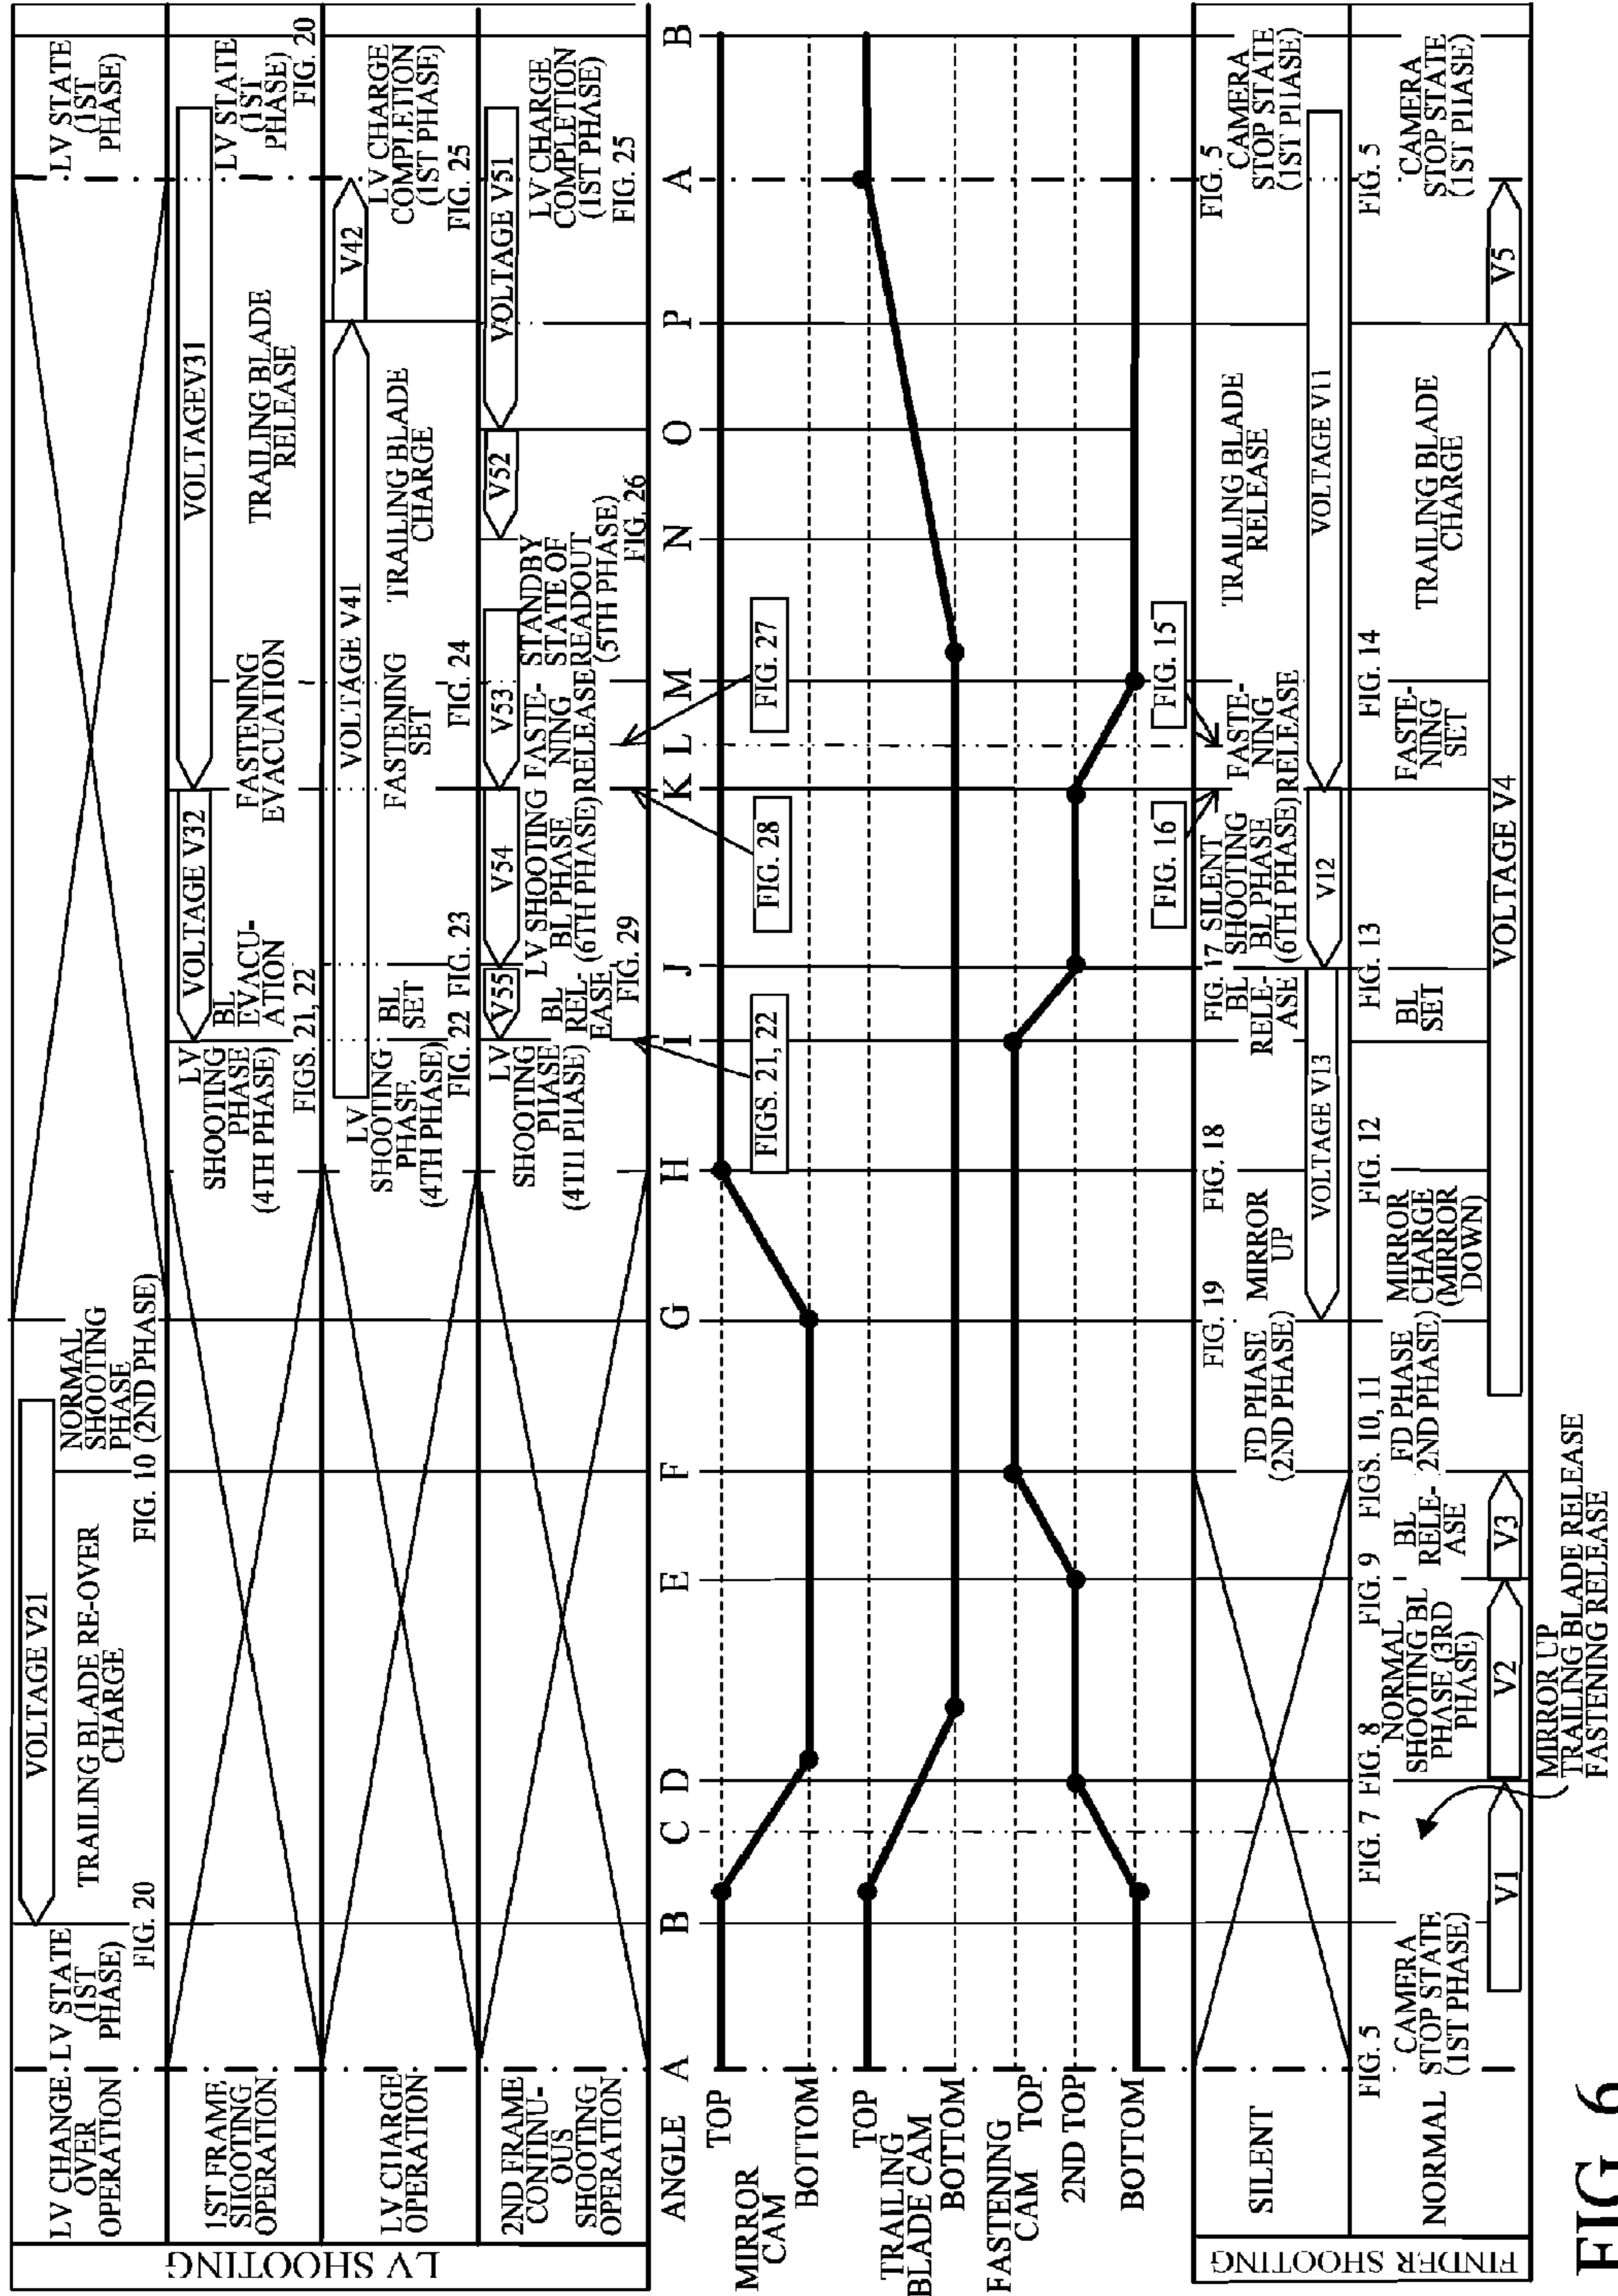 FIG. 6
LV SHOOTING
LV CHANGE
OVER
OPERATION
LV STATE
(1ST
PHASE)
FIG. 20
VOLTAGE V21
TRAILING BLADE RE-OVER
CHARGE
NORMAL
SHOOTING
PHASE
FIG. 10 (2ND PHASE)
LV STATE
(1ST
PHASE)
1ST FRAME
SHOOTING
OPERATION
LV
SHOOTING
PHASE
(4TH PHASE)
FIGS. 21, 22
VOLTAGE V32
BL
EVACU-
ATION
VOLTAGEV31
FASTENING
EVACUATION
TRAILING BLADE
RELEASE
LV STATE
(1ST
PHASE)
FIG. 20
LV CHARGE
OPERATION
LV
SHOOTING
PHASE
(4TH PHASE)
FIG. 22
VOLTAGE V41
BL
SET
FIG. 23
FASTENING
SET
FIG. 24
TRAILING BLADE
CHARGE
V42
LV CHARGE
COMPLETION
(1ST PHASE)
FIG. 25
2ND FRAME
CONTINU-
OUS
SHOOTING
OPERATION
LV
SHOOTING
PHASE
(4TH PHASE)
V55
BL
REL-
EASE
FIG. 29
V54
LV SHOOTING
BL PHASE
(6TH PHASE)
V53
FASTE-
NING
RELEASE
STANDBY
STATE OF
READOUT
(5TH PHASE)
FIG. 26
V52
VOLTAGE V51
LV CHARGE
COMPLETION
(1ST PHASE)
FIG. 25
ANGLE A B C D E F G H I J K L M N O P A B
MIRROR
CAM
TOP
BOTTOM
FIGS. 21, 22
FIG. 28
FIG. 27
TRAILING
BLADE CAM
TOP
BOTTOM
FASTENING
CAM
TOP
2ND TOP
BOTTOM
FIG. 16
FIG. 15
FINDER SHOOTING
SILENT
FIG. 19
FD PHASE
(2ND PHASE)
MIRROR
UP
FIG. 18
VOLTAGE V13
FIG. 17
BL
RELE-
ASE
SILENT
SHOOTING
BL PHASE
(6TH PHASE)
V12
FASTE-
NING
RELEASE
TRAILING BLADE
RELEASE
VOLTAGE V11
FIG. 5
CAMERA
STOP STATE
(1ST PHASE)
NORMAL
FIG. 5
CAMERA
STOP STATE
(1ST PHASE)
V1
FIG. 7
FIG. 8
NORMAL
SHOOTING BL
PHASE (3RD
PHASE)
V2
FIG. 9
BL
RELE-
ASE
V3
FIGS. 10, 11
FD PHASE
(2ND PHASE)
MIRROR
CHARGE
(MIRROR
DOWN)
FIG. 12
BL
SET
FIG. 13
VOLTAGE V4
FASTE-
NING
SET
FIG. 14
TRAILING BLADE
CHARGE
V5
FIG. 5
CAMERA
STOP STATE
(1ST PHASE)
MIRROR UP
TRAILING BLADE RELEASE
FASTENING RELEASE